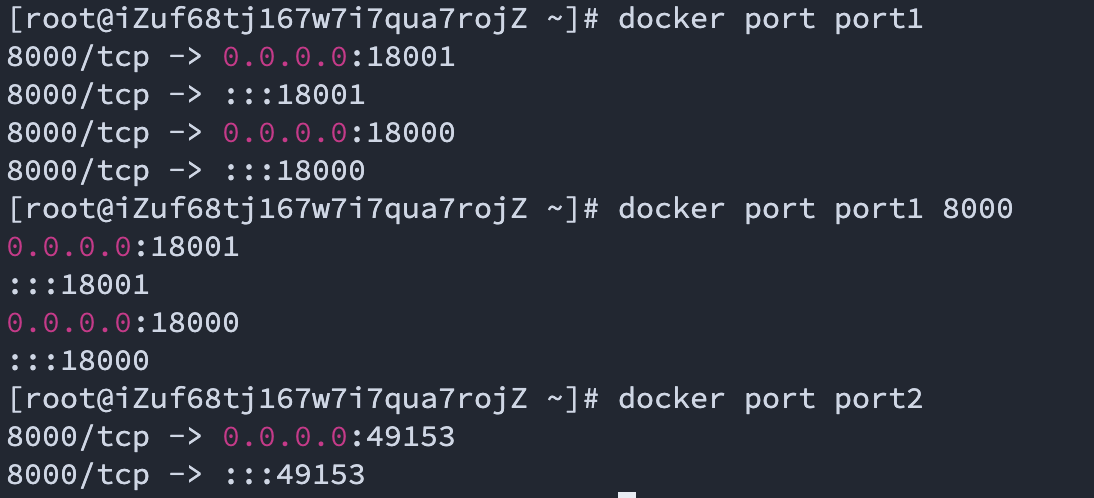 [root@iZuf68tj167w7i7qua7rojZ ~]# docker port port1
8000/tcp -> 0.0.0.0:18001
8000/tcp -> :::18001
8000/tcp -> 0.0.0.0:18000
8000/tcp -> :::18000
[root@iZuf68tj167w7i7qua7rojZ ~]# docker port port1 8000
0.0.0.0:18001
:::18001
0.0.0.0:18000
:::18000
[root@iZuf68tj167w7i7qua7rojZ ~]# docker port port2
8000/tcp -> 0.0.0.0:49153
8000/tcp -> :::49153